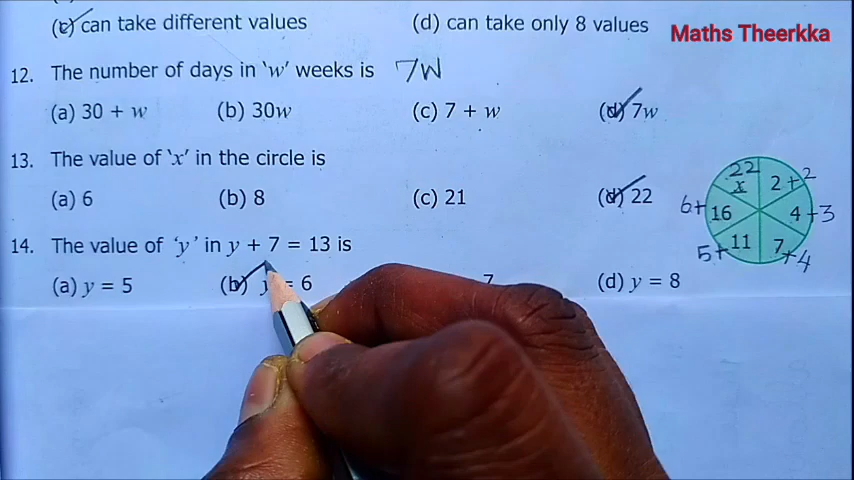 (c) can take different values (d) can take only 8 values
Maths Theerkka
12. The number of days in 'w' weeks is 7W
(a) 30 + w (b) 30w (c) 7 + w (d) 7w
13. The value of 'x' in the circle is
(a) 6 (b) 8 (c) 21 (d) 22
22
x 2+2
6+ 16 4+3
5+ 11 7+4
14. The value of 'y' in y + 7 = 13 is
(a) y = 5 (b) y = 6 7 (d) y = 8